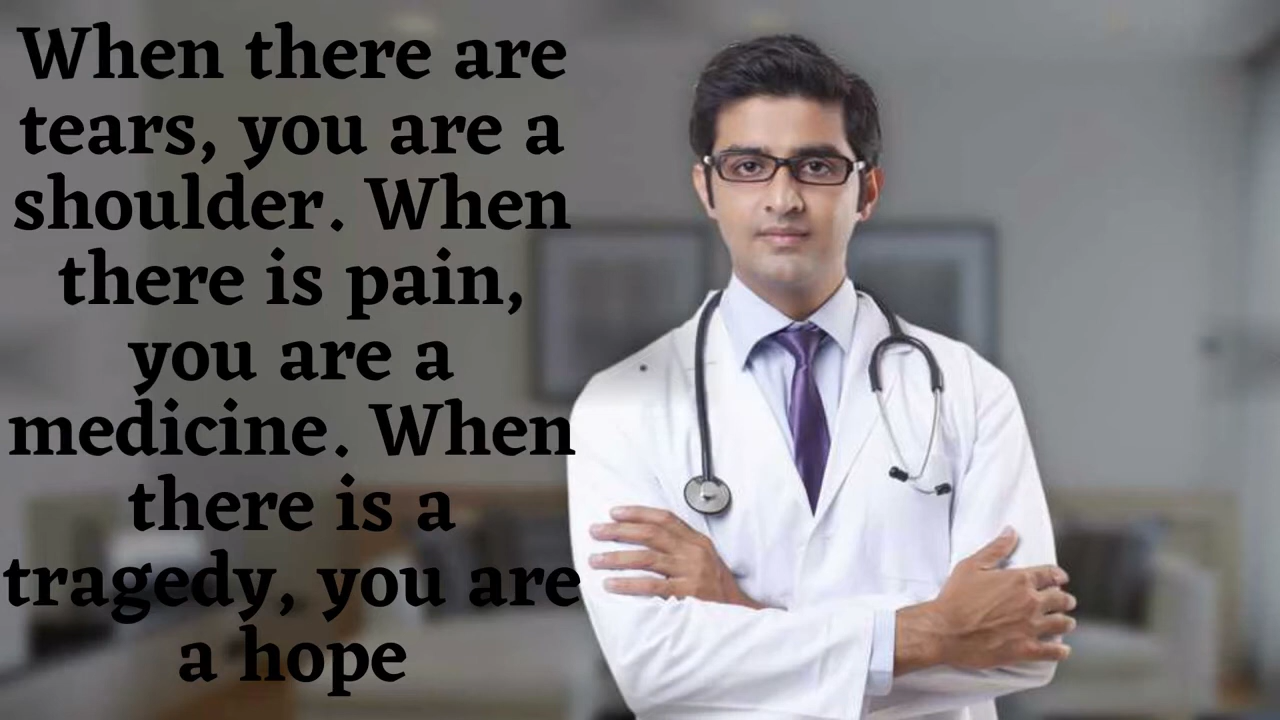 When there are
tears, you are a
shoulder. When
there is pain,
you are a
medicine. When
there is a
tragedy, you are
a hope